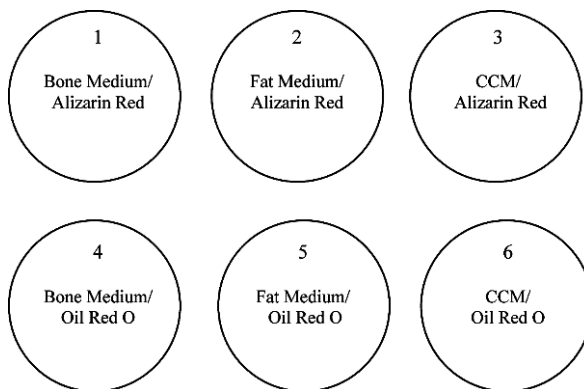 1
Bone Medium/
Alizarin Red
2
Fat Medium/
Alizarin Red
3
CCM/
Alizarin Red
4
Bone Medium/
Oil Red O
5
Fat Medium/
Oil Red O
6
CCM/
Oil Red O